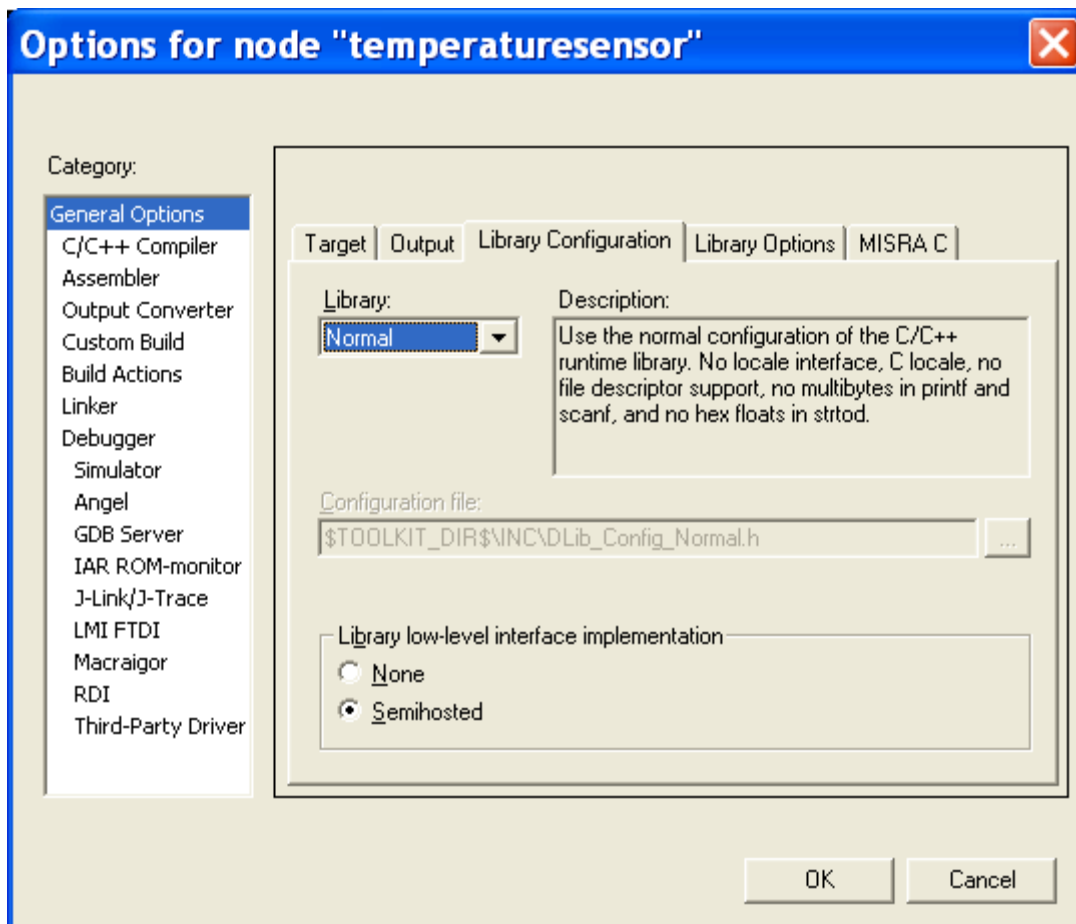 Options for node "temperaturesensor"
Category:
General Options
C/C++ Compiler
Assembler
Output Converter
Custom Build
Build Actions
Linker
Debugger
Simulator
Angel
GDB Server
IAR ROM-monitor
J-Link/J-Trace
LMI FTDI
Macraigor
RDI
Third-Party Driver
Target
Output
Library Configuration
Library Options
MISRA C
Library:
Normal
Description:
Use the normal configuration of the C/C++
runtime library. No locale interface, C locale, no
file descriptor support, no multibytes in printf and
scanf, and no hex floats in strtod.
Configuration file:
$TOOLKIT_DIR$\INC\DLib_Config_Normal.h
...
Library low-level interface implementation
None
Semihosted
OK
Cancel